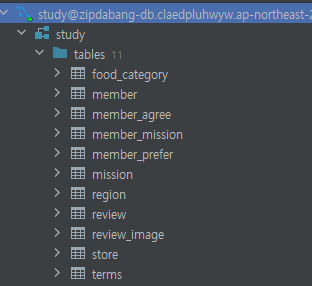 study@zipdabang-db.claedpluhwyw.ap-northeast-2
study
tables 11
food_category
member
member_agree
member_mission
member_prefer
mission
region
review
review_image
store
terms